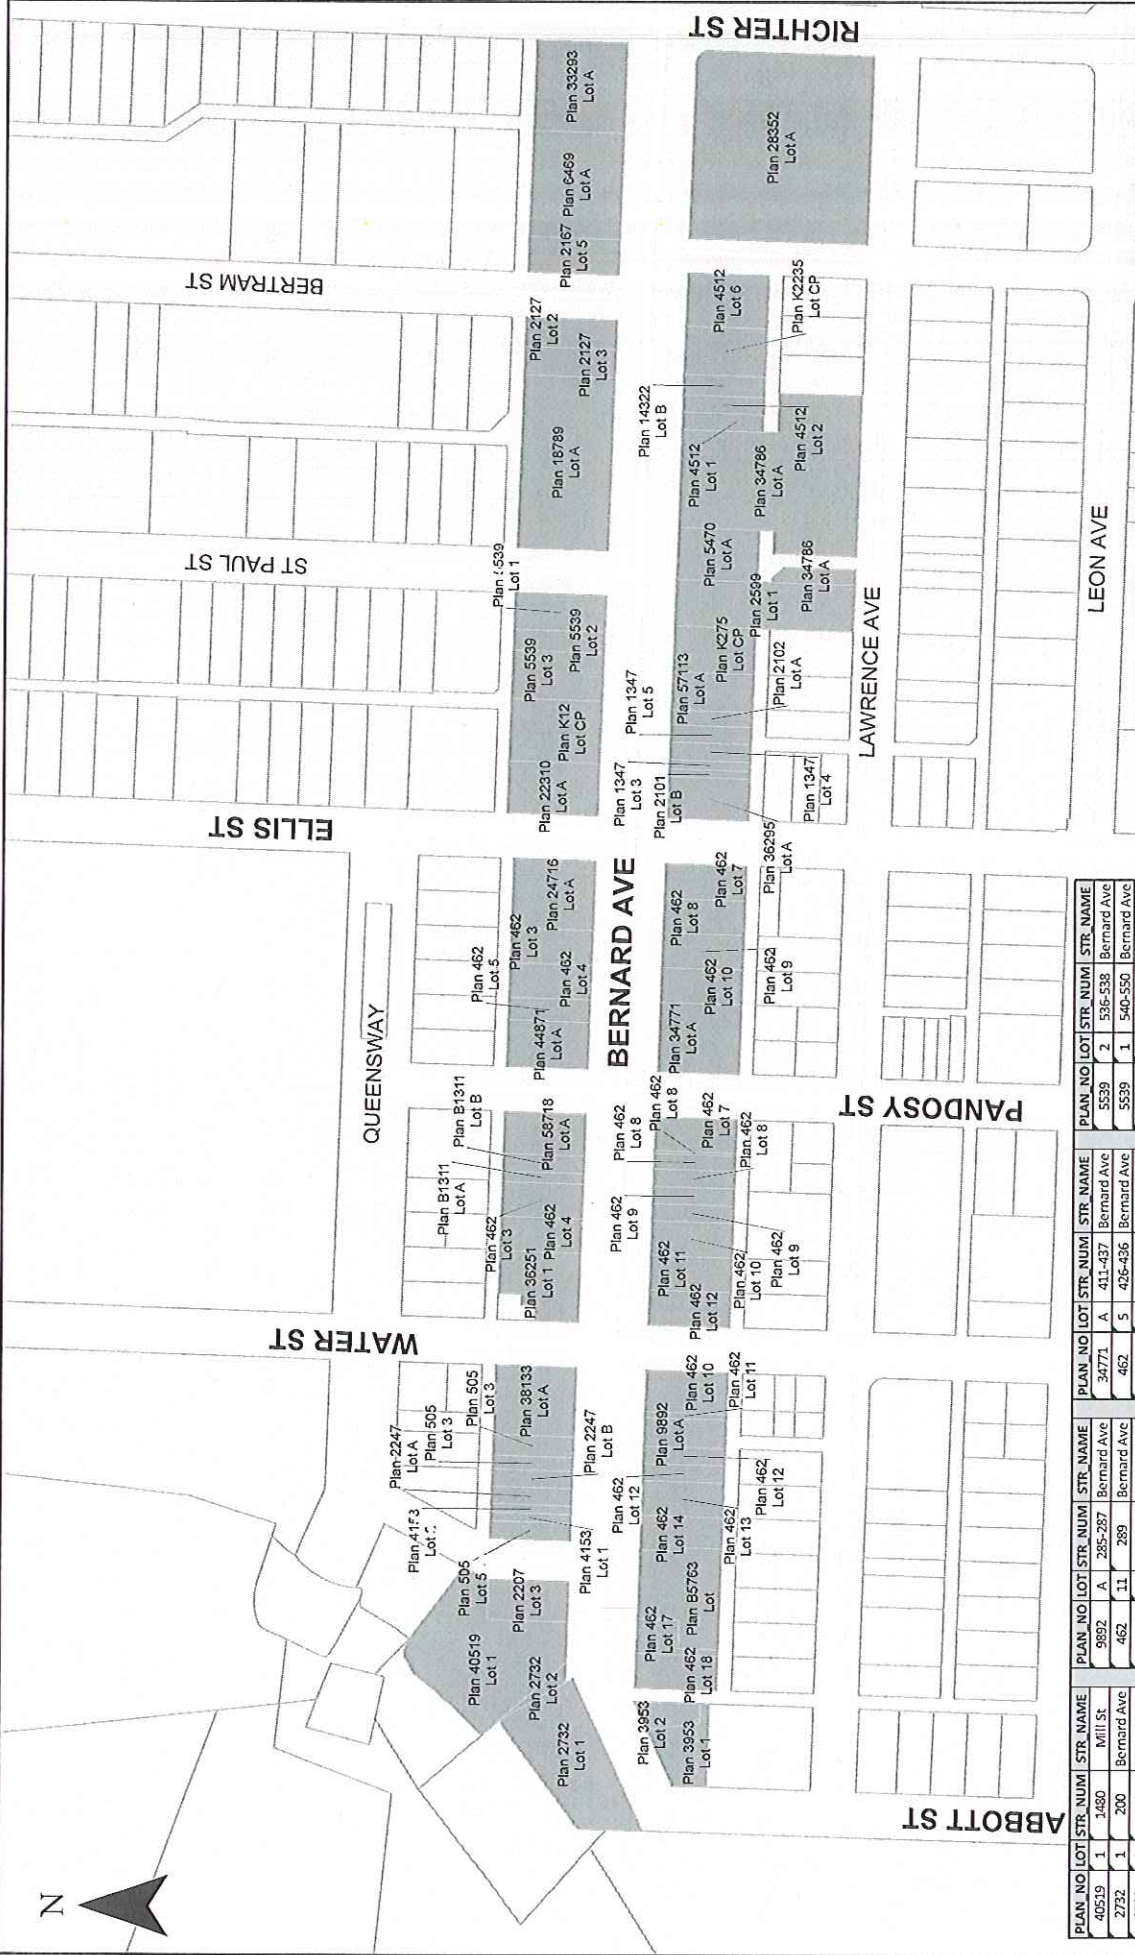 N
RICHTER ST
BERTRAM ST
ST PAUL ST
ELLIS ST
QUEENSWAY
WATER ST
BERNARD AVE
PANDOSY ST
LAWRENCE AVE
LEON AVE
ABBOTT ST
Plan 40519
Lot 1
Plan 505
Lot 5
Plan 2207
Lot 3
Plan 2732
Lot 2
Plan 2732
Lot 1
Plan 4153
Plan 4153
Lot 1
Plan 2247
Lot A
Plan 505
Lot 3
Plan 505
Lot 3
Plan 38133
Lot A
Plan 2247
Lot B
Plan 36251
Lot 1
Plan 462
Lot 3
Plan 462
Lot 4
Plan B1311
Lot A
Plan B1311
Lot B
Plan 58718
Lot A
Plan 44871
Lot A
Plan 462
Lot 5
Plan 462
Lot 3
Plan 462
Lot 4
Plan 24716
Lot A
Plan 22310
Lot A
Plan K12
Lot CP
Plan 5539
Lot 3
Plan 5539
Lot 2
Lot 1
Plan 18789
Lot A
Plan 2127
Lot 2
Plan 2127
Lot 3
Plan 2167
Lot 5
Plan 6469
Lot A
Plan 33293
Lot A
Plan 3953
Lot 2
Plan 3953
Lot 1
Plan 462
Lot 18
Plan 462
Lot 17
Plan B5763
Lot
Plan 462
Lot 14
Plan 462
Lot 13
Plan 462
Lot 12
Plan 462
Lot 12
Plan 9892
Lot A
Plan 462
Lot 10
Plan 462
Lot 11
Plan 462
Lot 12
Plan 462
Lot 11
Plan 462
Lot 10
Plan 462
Lot 9
Plan 462
Lot 9
Plan 462
Lot 8
Plan 462
Lot 8
Plan 462
Lot 7
Plan 462
Lot 8
Plan 34771
Lot A
Plan 462
Lot 10
Plan 462
Lot 9
Plan 462
Lot 8
Plan 462
Lot 7
Plan 36295
Lot A
Plan 2101
Lot B
Plan 1347
Lot 3
Plan 1347
Lot 4
Plan 1347
Lot 5
Plan 2102
Lot A
Plan 57113
Lot A
Plan K275
Lot CP
Plan 2599
Lot 1
Plan 34786
Lot A
Plan 5470
Lot A
Plan 34786
Lot A
Plan 4512
Lot 1
Plan 4512
Lot 2
Plan 14322
Lot B
Plan K2235
Lot CP
Plan 4512
Lot 6
Plan 28352
Lot A
PLAN_NO LOT STR_NUM STR_NAME PLAN_NO LOT STR_NUM STR_NAME PLAN_NO LOT STR_NUM STR_NAME PLAN_NO LOT STR_NUM STR_NAME
40519 1 1480 Mill St 9892 A 285-287 Bernard Ave 34771 A 411-437 Bernard Ave 5539 2 536-538 Bernard Ave
2732 1 200 Bernard Ave 462 11 289 Bernard Ave 462 5 426-436 Bernard Ave 5539 1 540-550 Bernard Ave